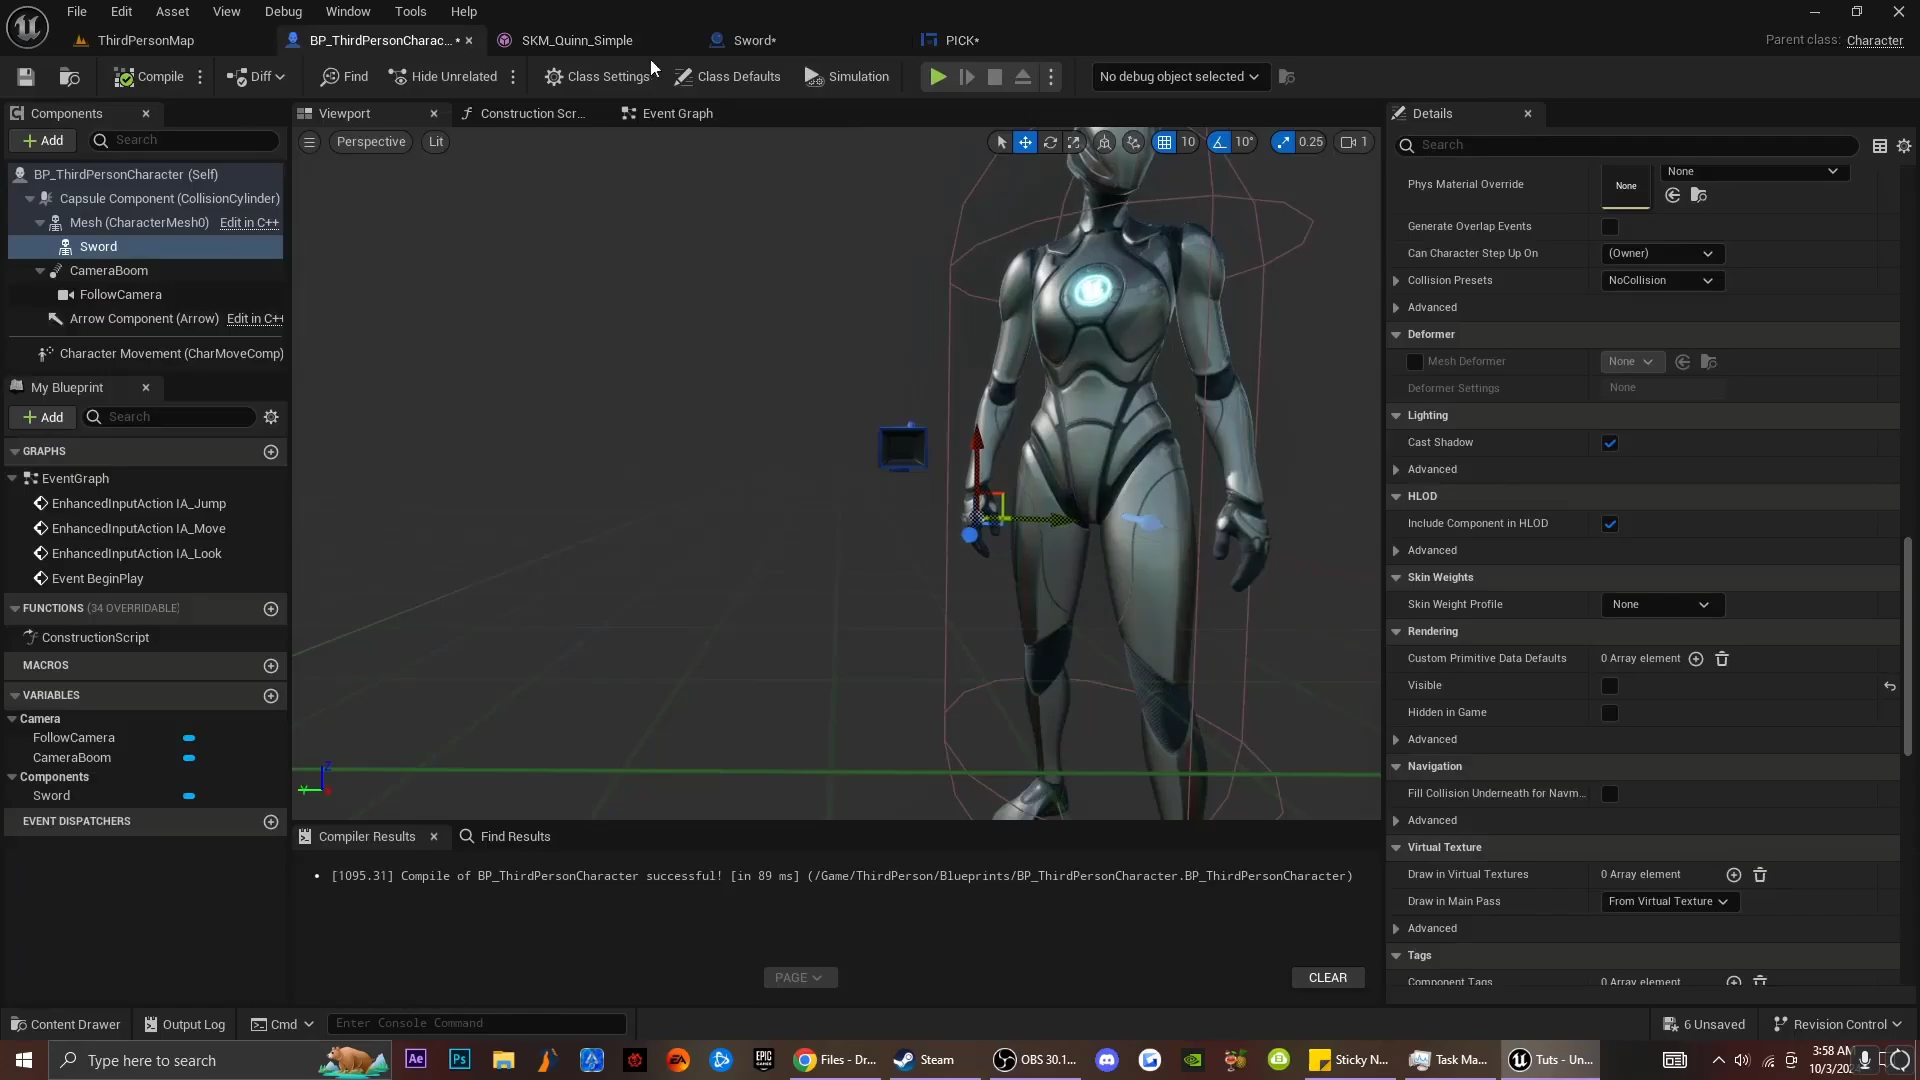 File Edit Asset View Debug Window Tools Help
ThirdPersonMap BP_ThirdPersonCharac... * SKM_Quinn_Simple Sword* PICK* Parent class: Character
Compile Diff Find Hide Unrelated Class Settings Class Defaults Simulation No debug object selected
Components Viewport Construction Scr... Event Graph Details
Add Search Perspective Lit 10 10° 0.25 1 Search
BP_ThirdPersonCharacter (Self)
Capsule Component (CollisionCylinder)
Mesh (CharacterMesh0) Edit in C++
Sword
CameraBoom
FollowCamera
Arrow Component (Arrow) Edit in C++
Character Movement (CharMoveComp)
My Blueprint
Add Search
GRAPHS
EventGraph
EnhancedInputAction IA_Jump
EnhancedInputAction IA_Move
EnhancedInputAction IA_Look
Event BeginPlay
FUNCTIONS (34 OVERRIDABLE)
ConstructionScript
MACROS
VARIABLES
Camera
FollowCamera
CameraBoom
Components
Sword
EVENT DISPATCHERS
Z
Y
None
Phys Material Override None
Generate Overlap Events
Can Character Step Up On (Owner)
Collision Presets NoCollision
Advanced
Deformer
Mesh Deformer None
Deformer Settings None
Lighting
Cast Shadow
Advanced
HLOD
Include Component in HLOD
Advanced
Skin Weights
Skin Weight Profile None
Rendering
Custom Primitive Data Defaults 0 Array element
Visible
Hidden in Game
Advanced
Navigation
Fill Collision Underneath for Navm...
Advanced
Virtual Texture
Draw in Virtual Textures 0 Array element
Draw in Main Pass From Virtual Texture
Advanced
Tags
Component Tags 0 Array element
Compiler Results Find Results
• [1095.31] Compile of BP_ThirdPersonCharacter successful! [in 89 ms] (/Game/ThirdPerson/Blueprints/BP_ThirdPersonCharacter.BP_ThirdPersonCharacter)
PAGE CLEAR
Content Drawer Output Log Cmd Enter Console Command 6 Unsaved Revision Control
Type here to search Ae Ps EA EPIC GAMES Files - Dr... Steam OBS 30.1... Sticky N... Task Ma... Tuts - Un... 3:58 AM